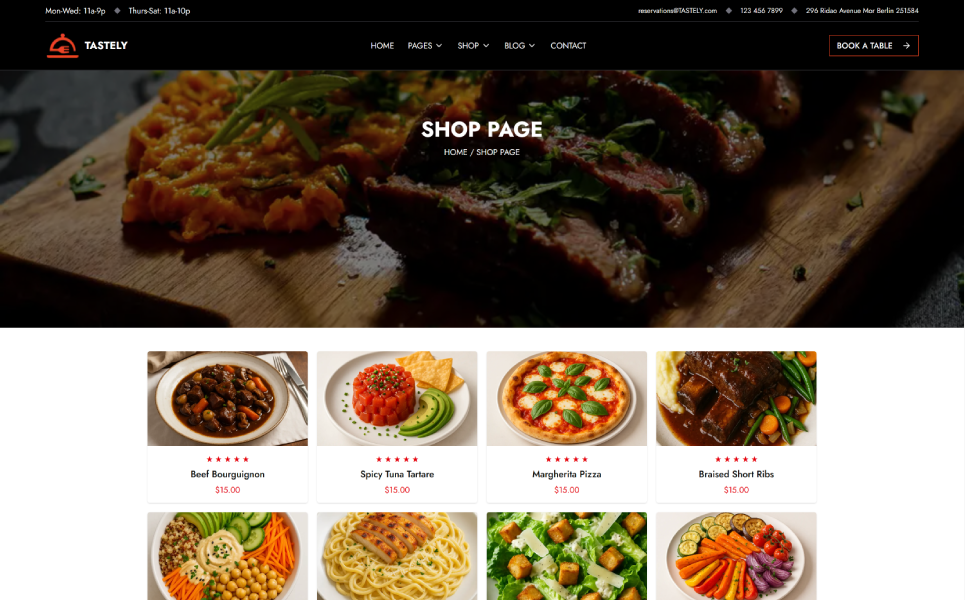 Mon-Wed: 11a-9p ◆ Thurs-Sat: 11a-10p
reservations@TASTELY.com ◆ 123 456 7899 ◆ 296 Ridao Avenue Mor Berlin 251584
TASTELY
HOME PAGES SHOP BLOG CONTACT
BOOK A TABLE →
SHOP PAGE
HOME / SHOP PAGE
★★★★★ ★★★★★ ★★★★★ ★★★★★
Beef Bourguignon Spicy Tuna Tartare Margherita Pizza Braised Short Ribs
$15.00 $15.00 $15.00 $15.00